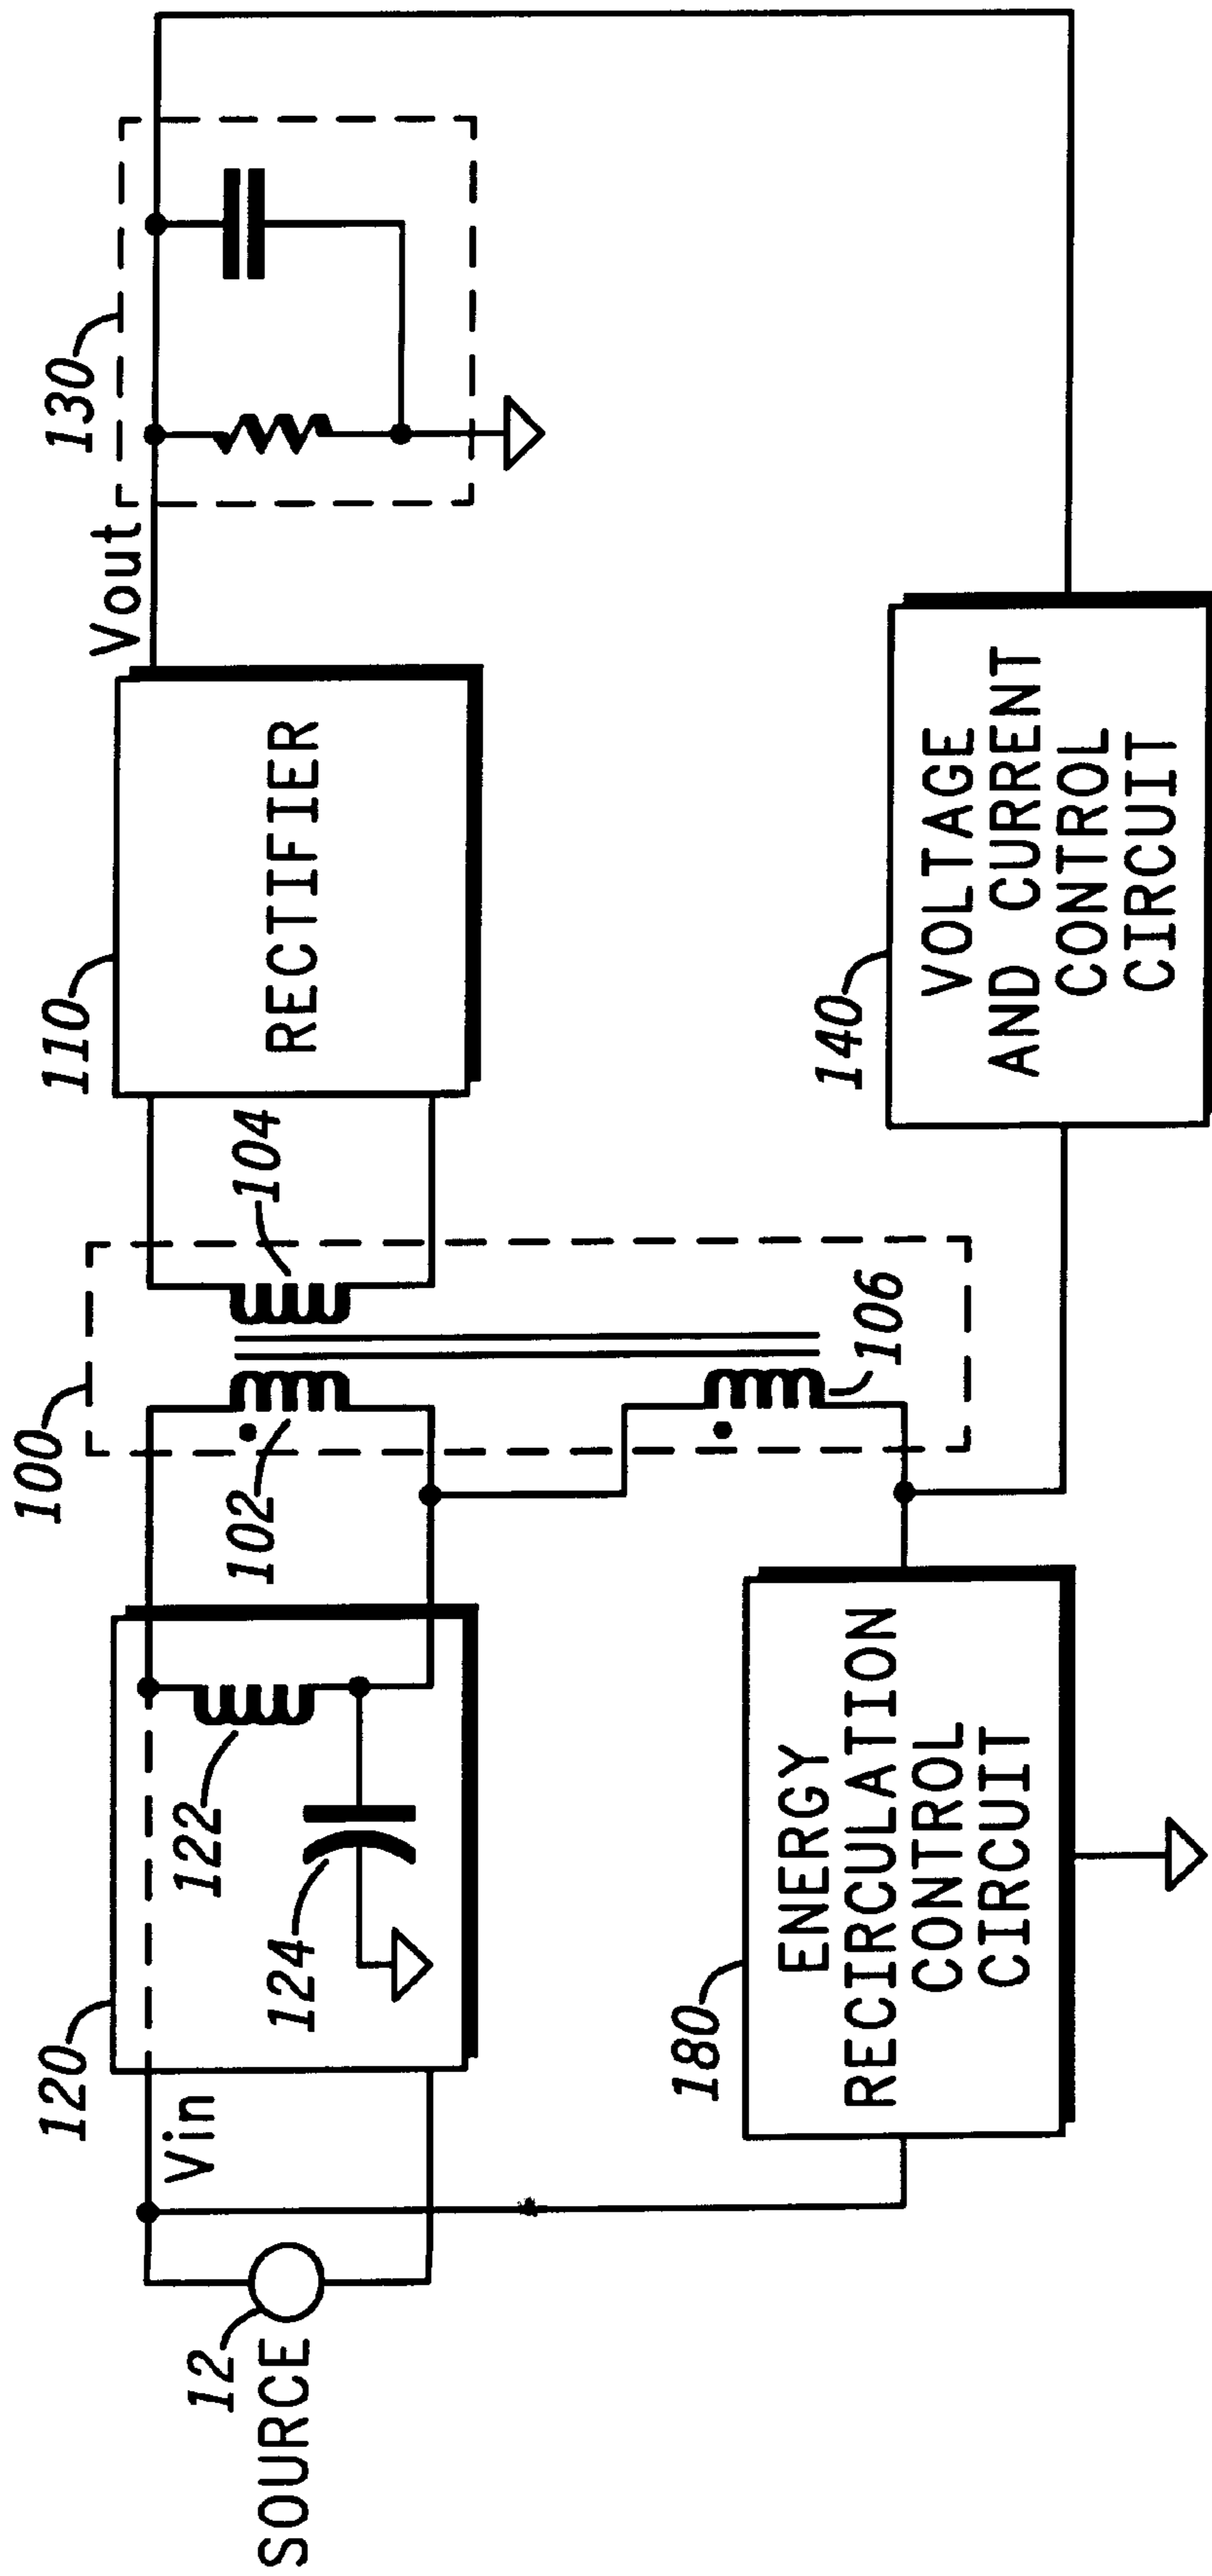 100
130
120
Vin
122
124
102
104
110
RECTIFIER
Vout
12
SOURCE
106
180
ENERGY
RECIRCULATION
CONTROL
CIRCUIT
140
VOLTAGE
AND CURRENT
CONTROL
CIRCUIT